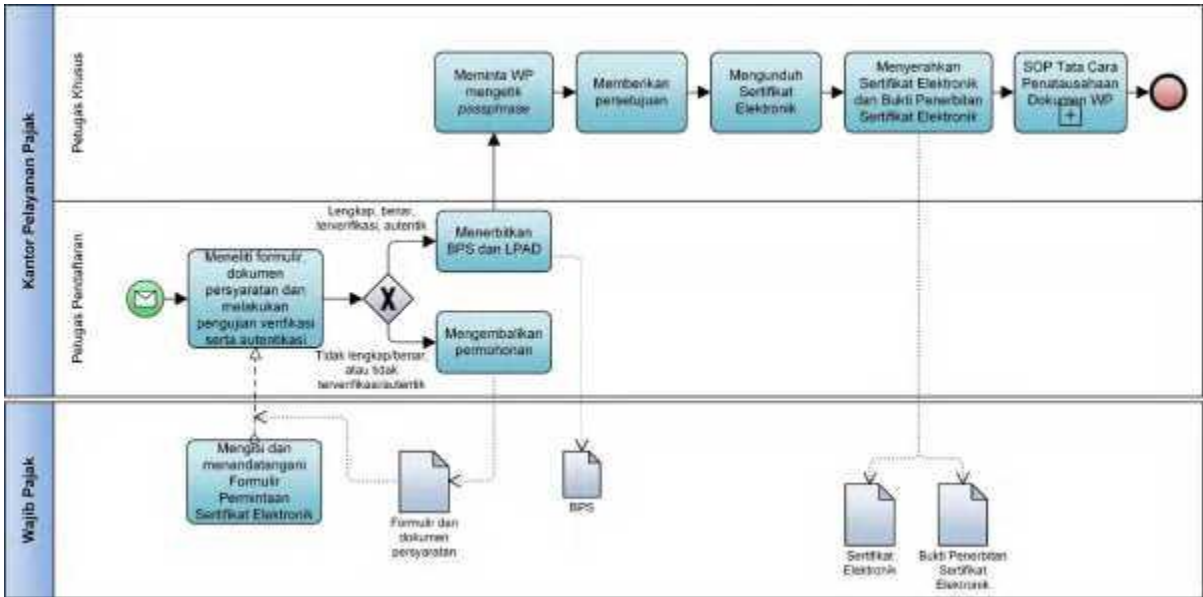 Kantor Pelayanan Pajak
Petugas Khusus
Meminta WP
mengetik
passphrase
Memberikan
persetujuan
Mengunduh
Sertifikat
Elektronik
Menyerahkan
Sertifikat Elektronik
dan Bukti Penerbitan
Sertifikat Elektronik
SOP Tata Cara
Penatausahaan
Dokumen WP
Petugas Pendaftaran
Meneliti formulir
dokumen
persyaratan dan
melakukan
pengujian verifikasi
serta autentikasi
Lengkap, benar,
terverifikasi, autentik
Menerbitkan
BPS dan LPAD
Tidak lengkap/benar,
atau tidak
terverifikasi/autentik
Mengembalikan
permohonan
Wajib Pajak
Mengisi dan
menandatangani
Formulir
Permintaan
Sertifikat Elektronik
Formulir dan
dokumen
persyaratan
BPS
Sertifikat
Elektronik
Bukti Penerbitan
Sertifikat
Elektronik